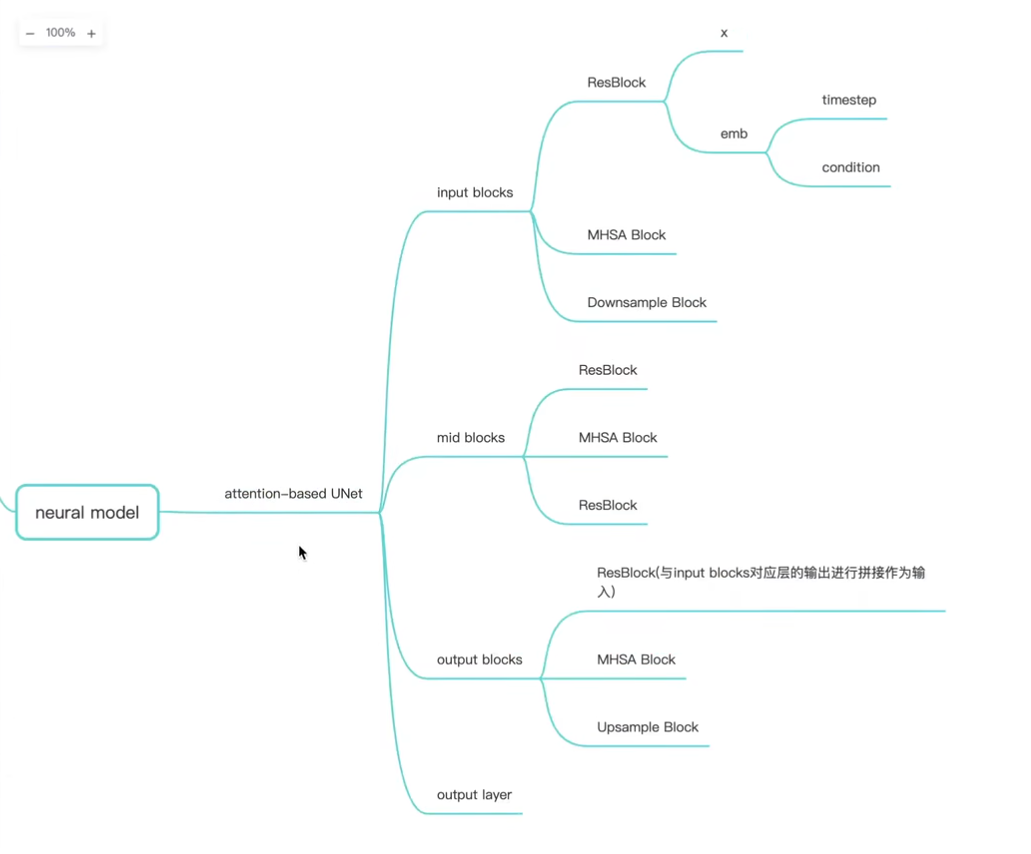 − 100% +
x
ResBlock
timestep
emb
condition
input blocks
MHSA Block
Downsample Block
ResBlock
mid blocks
MHSA Block
ResBlock
attention-based UNet
neural model
ResBlock(与input blocks对应层的输出进行拼接作为输
入)
output blocks
MHSA Block
Upsample Block
output layer